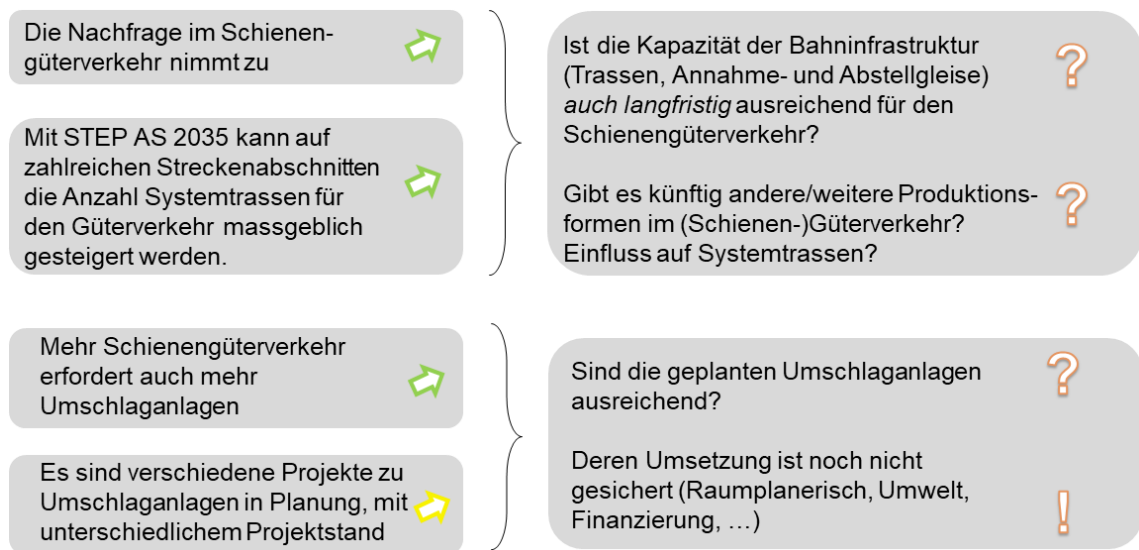 Die Nachfrage im Schienen-
güterverkehr nimmt zu
Mit STEP AS 2035 kann auf
zahlreichen Streckenabschnitten
die Anzahl Systemtrassen für
den Güterverkehr massgeblich
gesteigert werden.
Ist die Kapazität der Bahninfrastruktur
(Trassen, Annahme- und Abstellgleise)
auch langfristig ausreichend für den
Schienengüterverkehr?
?
Gibt es künftig andere/weitere Produktions-
formen im (Schienen-)Güterverkehr?
Einfluss auf Systemtrassen?
?
Mehr Schienengüterverkehr
erfordert auch mehr
Umschlaganlagen
Es sind verschiedene Projekte zu
Umschlaganlagen in Planung, mit
unterschiedlichem Projektstand
Sind die geplanten Umschlaganlagen
ausreichend?
?
Deren Umsetzung ist noch nicht
gesichert (Raumplanerisch, Umwelt,
Finanzierung, …)
!